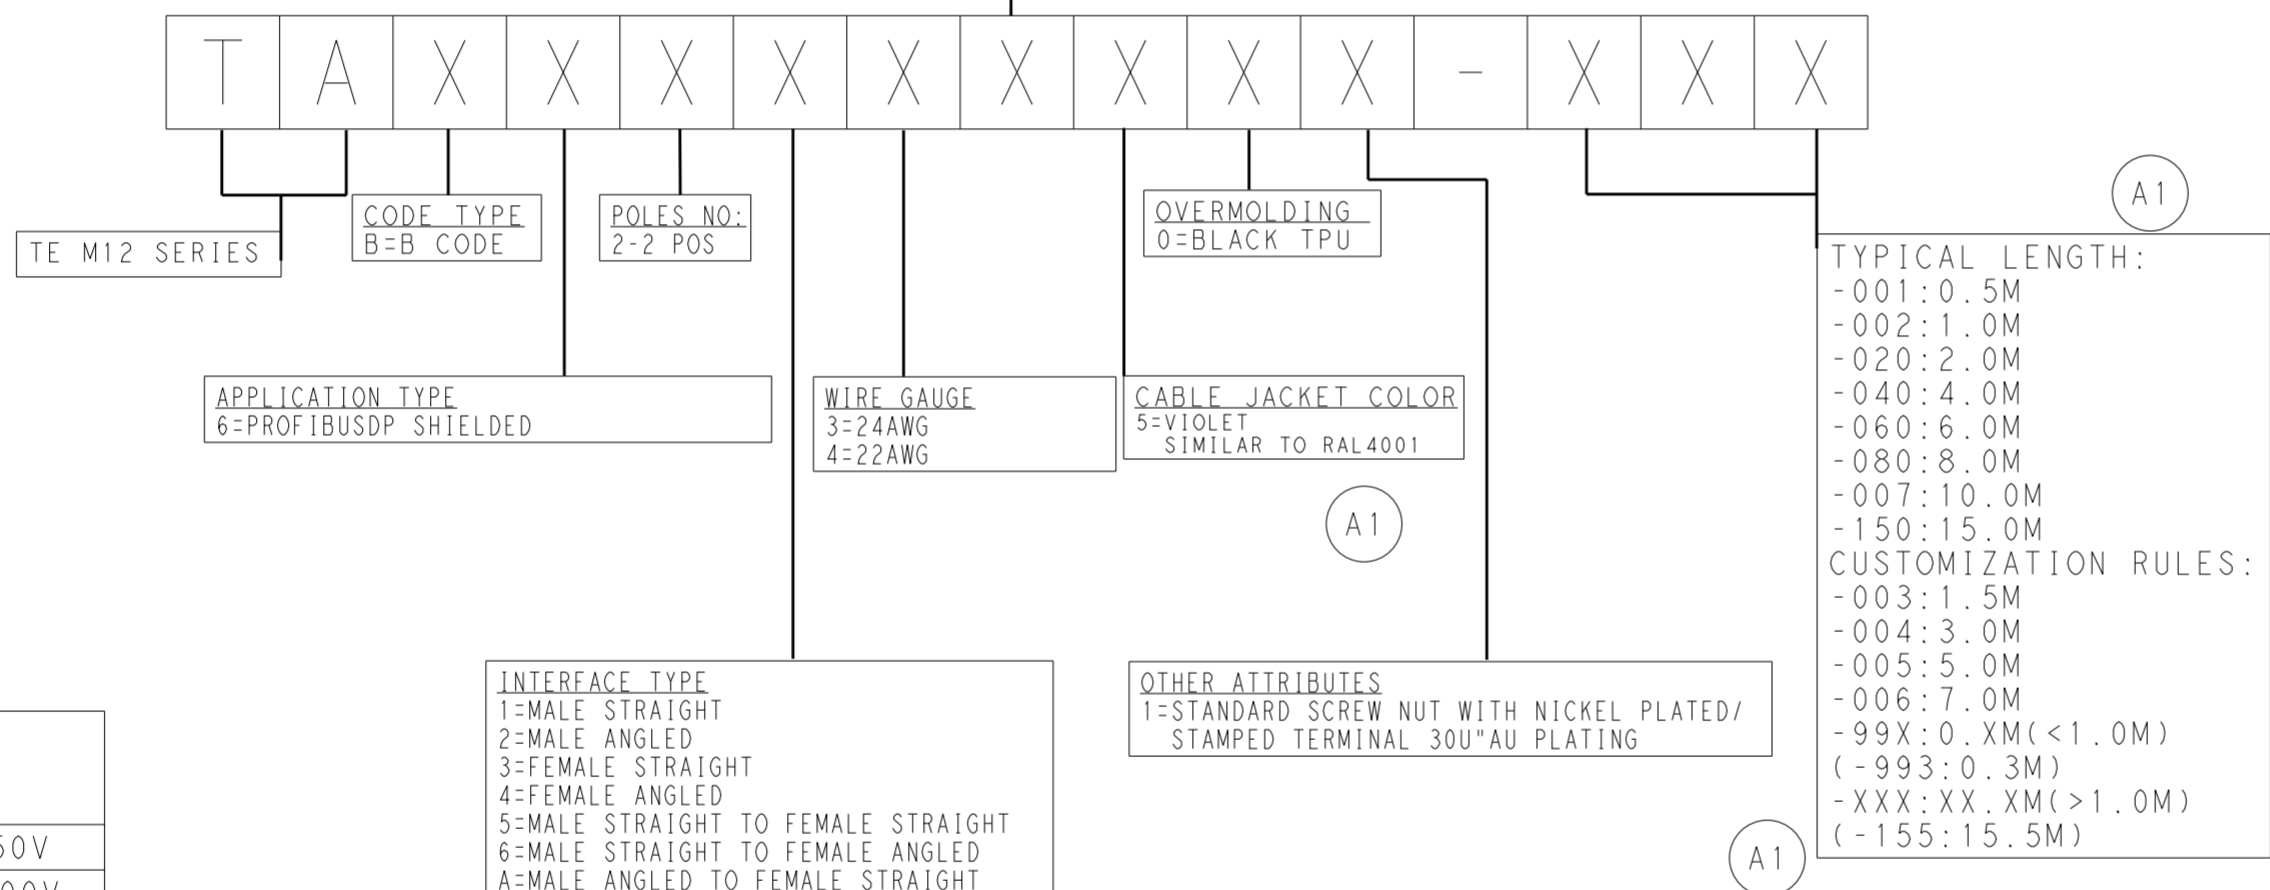 T A X X X X X X X X X - X X X
A1
TE M12 SERIES
CODE TYPE
B=B CODE
POLES NO:
2-2 POS
OVERMOLDING
0=BLACK TPU
APPLICATION TYPE
6=PROFIBUSDP SHIELDED
WIRE GAUGE
3=24AWG
4=22AWG
CABLE JACKET COLOR
5=VIOLET
SIMILAR TO RAL4001
A1
TYPICAL LENGTH:
-001:0.5M
-002:1.0M
-020:2.0M
-040:4.0M
-060:6.0M
-080:8.0M
-007:10.0M
-150:15.0M
CUSTOMIZATION RULES:
-003:1.5M
-004:3.0M
-005:5.0M
-006:7.0M
-99X:0.XM(<1.0M)
(-993:0.3M)
-XXX:XX.XM(>1.0M)
(-155:15.5M)
A1
INTERFACE TYPE
1=MALE STRAIGHT
2=MALE ANGLED
3=FEMALE STRAIGHT
4=FEMALE ANGLED
5=MALE STRAIGHT TO FEMALE STRAIGHT
6=MALE STRAIGHT TO FEMALE ANGLED
A=MALE ANGLED TO FEMALE STRAIGHT
OTHER ATTRIBUTES
1=STANDARD SCREW NUT WITH NICKEL PLATED/
STAMPED TERMINAL 30U"AU PLATING